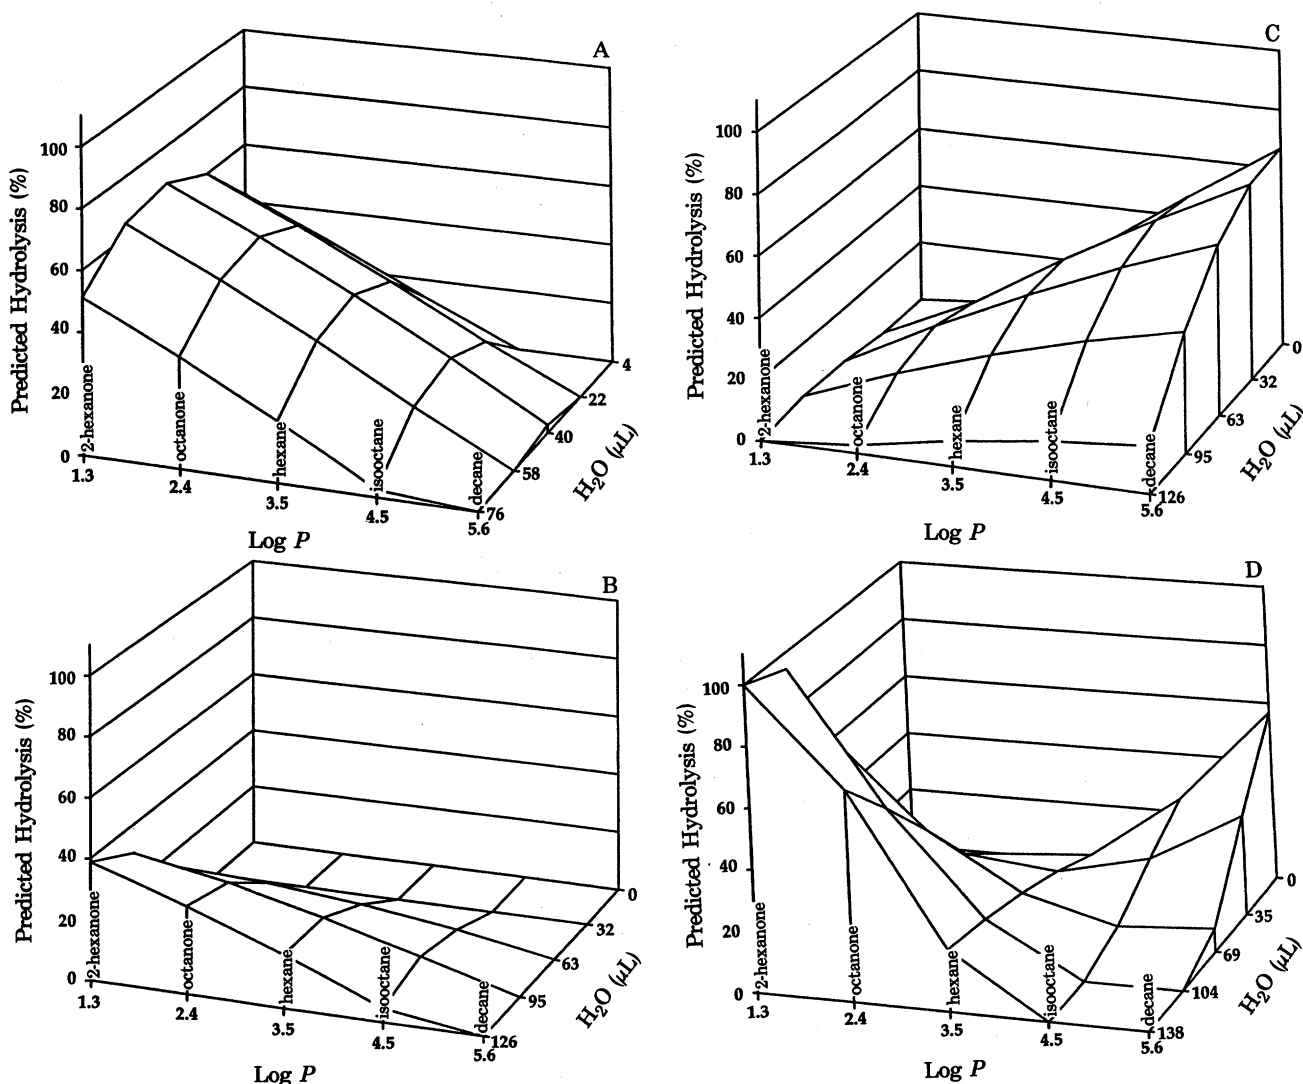 A
Predicted Hydrolysis (%)
100
80
60
40
20
0
2-hexanone
octanone
hexane
isooctane
decane
1.3
2.4
3.5
4.5
5.6
Log P
4
22
40
58
76
H₂O (μL)
C
Predicted Hydrolysis (%)
100
80
60
40
20
0
2-hexanone
octanone
hexane
isooctane
decane
1.3
2.4
3.5
4.5
5.6
Log P
0
32
63
95
126
H₂O (μL)
B
Predicted Hydrolysis (%)
100
80
60
40
20
0
2-hexanone
octanone
hexane
isooctane
decane
1.3
2.4
3.5
4.5
5.6
Log P
0
32
63
95
126
H₂O (μL)
D
Predicted Hydrolysis (%)
100
80
60
40
20
0
2-hexanone
octanone
hexane
isooctane
decane
1.3
2.4
3.5
4.5
5.6
Log P
0
35
69
104
138
H₂O (μL)